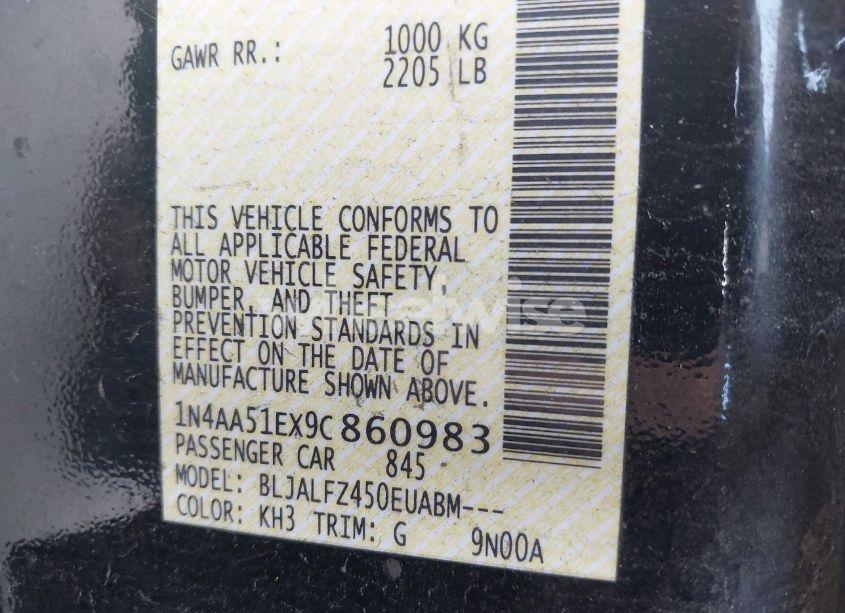 GAWR RR.: 1000 KG
2205 LB
THIS VEHICLE CONFORMS TO
ALL APPLICABLE FEDERAL
MOTOR VEHICLE SAFETY,
BUMPER, AND THEFT
PREVENTION STANDARDS IN
EFFECT ON THE DATE OF
MANUFACTURE SHOWN ABOVE.
1N4AA51EX9C860983
PASSENGER CAR 845
MODEL: BLJALFZ450EUABM---
COLOR: KH3 TRIM: G 9N00A